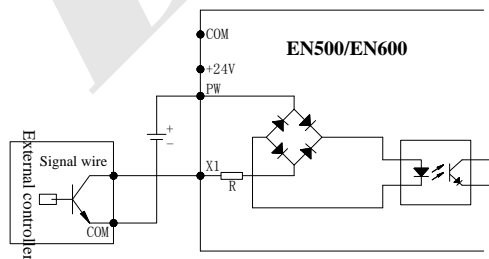 COM
EN500/EN600
+24V
PW
+
−
External controller
Signal wire
X1
R
COM